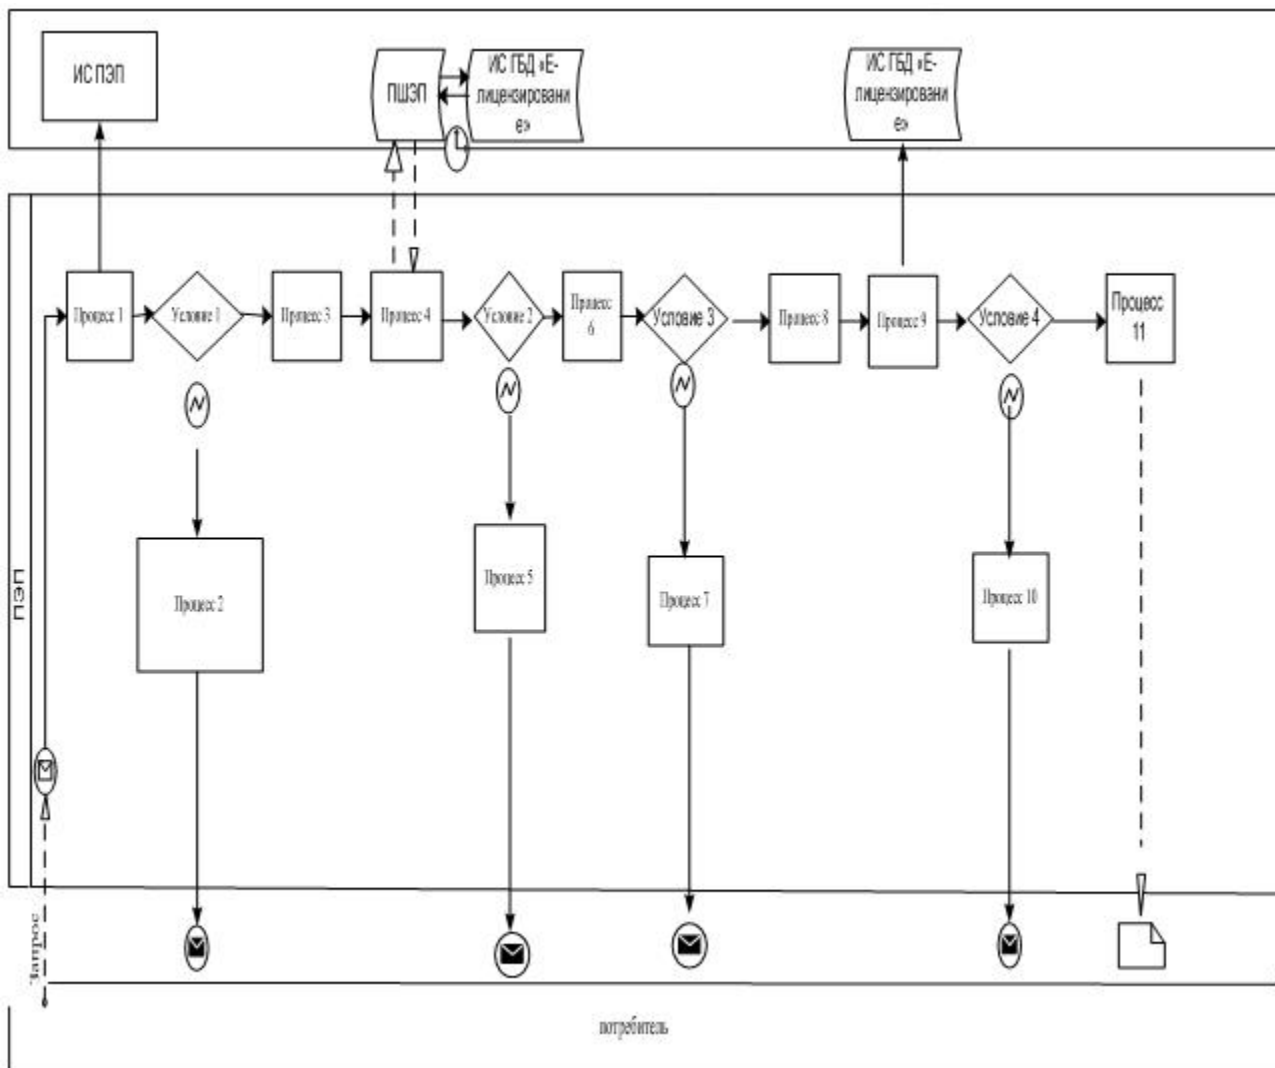 ИС ПЭП
ПШЭП
ИС ГБД «Е-
лицензировани
е»
ИС ГБД «Е-
лицензировани
е»
Процесс 1
Условие 1
Процесс 3
Процесс 4
Условие 2
Процесс
6
Условие 3
Процесс 8
Процесс 9
Условие 4
Процесс
11
Процесс 2
Процесс 5
Процесс 7
Процесс 10
ПЭП
Запрос
потребитель